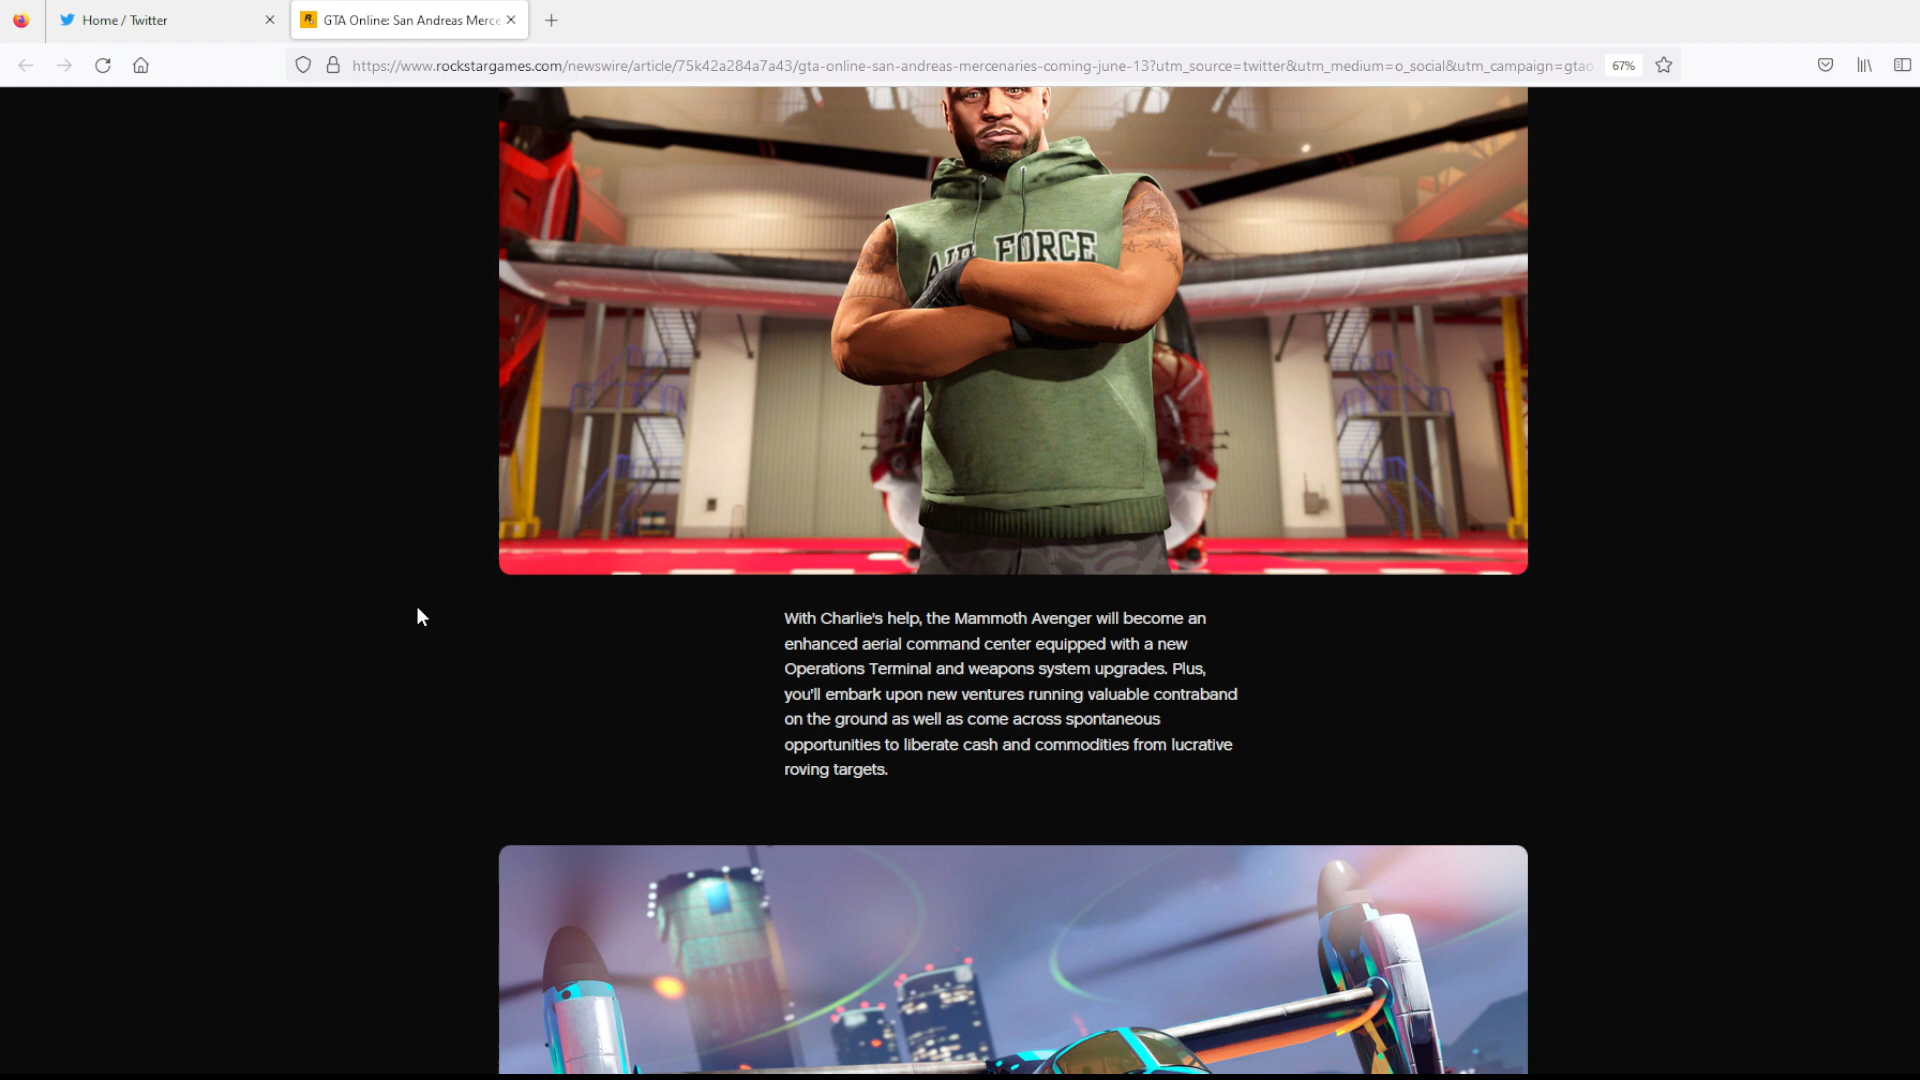 Home / Twitter
GTA Online: San Andreas Merce
https://www.rockstargames.com/newswire/article/75k42a284a7a43/gta-online-san-andreas-mercenaries-coming-june-13?utm_source=twitter&utm_medium=o_social&utm_campaign=gtao
67%
AIR FORCE
With Charlie's help, the Mammoth Avenger will become an
enhanced aerial command center equipped with a new
Operations Terminal and weapons system upgrades. Plus,
you'll embark upon new ventures running valuable contraband
on the ground as well as come across spontaneous
opportunities to liberate cash and commodities from lucrative
roving targets.